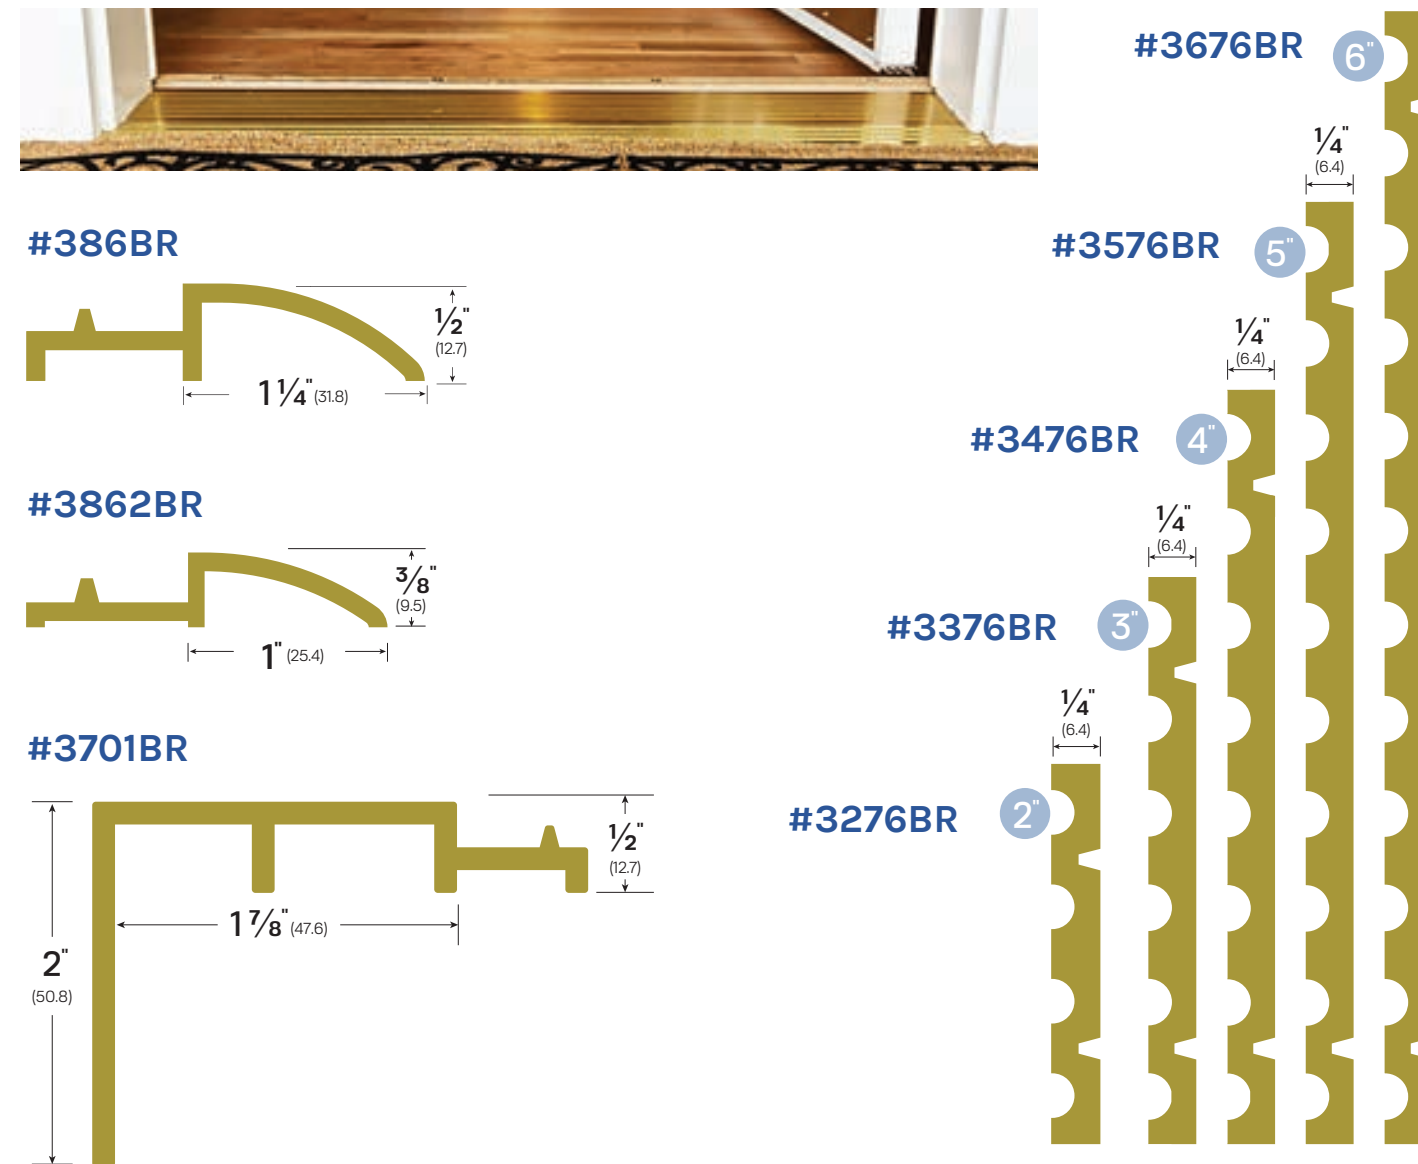 #386BR
1/2"
(12.7)
1 1/4" (31.8)
#3862BR
3/8"
(9.5)
1" (25.4)
#3701BR
1/2"
(12.7)
1 7/8" (47.6)
2"
(50.8)
#3676BR 6"
1/4"
(6.4)
#3576BR 5"
1/4"
(6.4)
#3476BR 4"
1/4"
(6.4)
#3376BR 3"
1/4"
(6.4)
#3276BR 2"